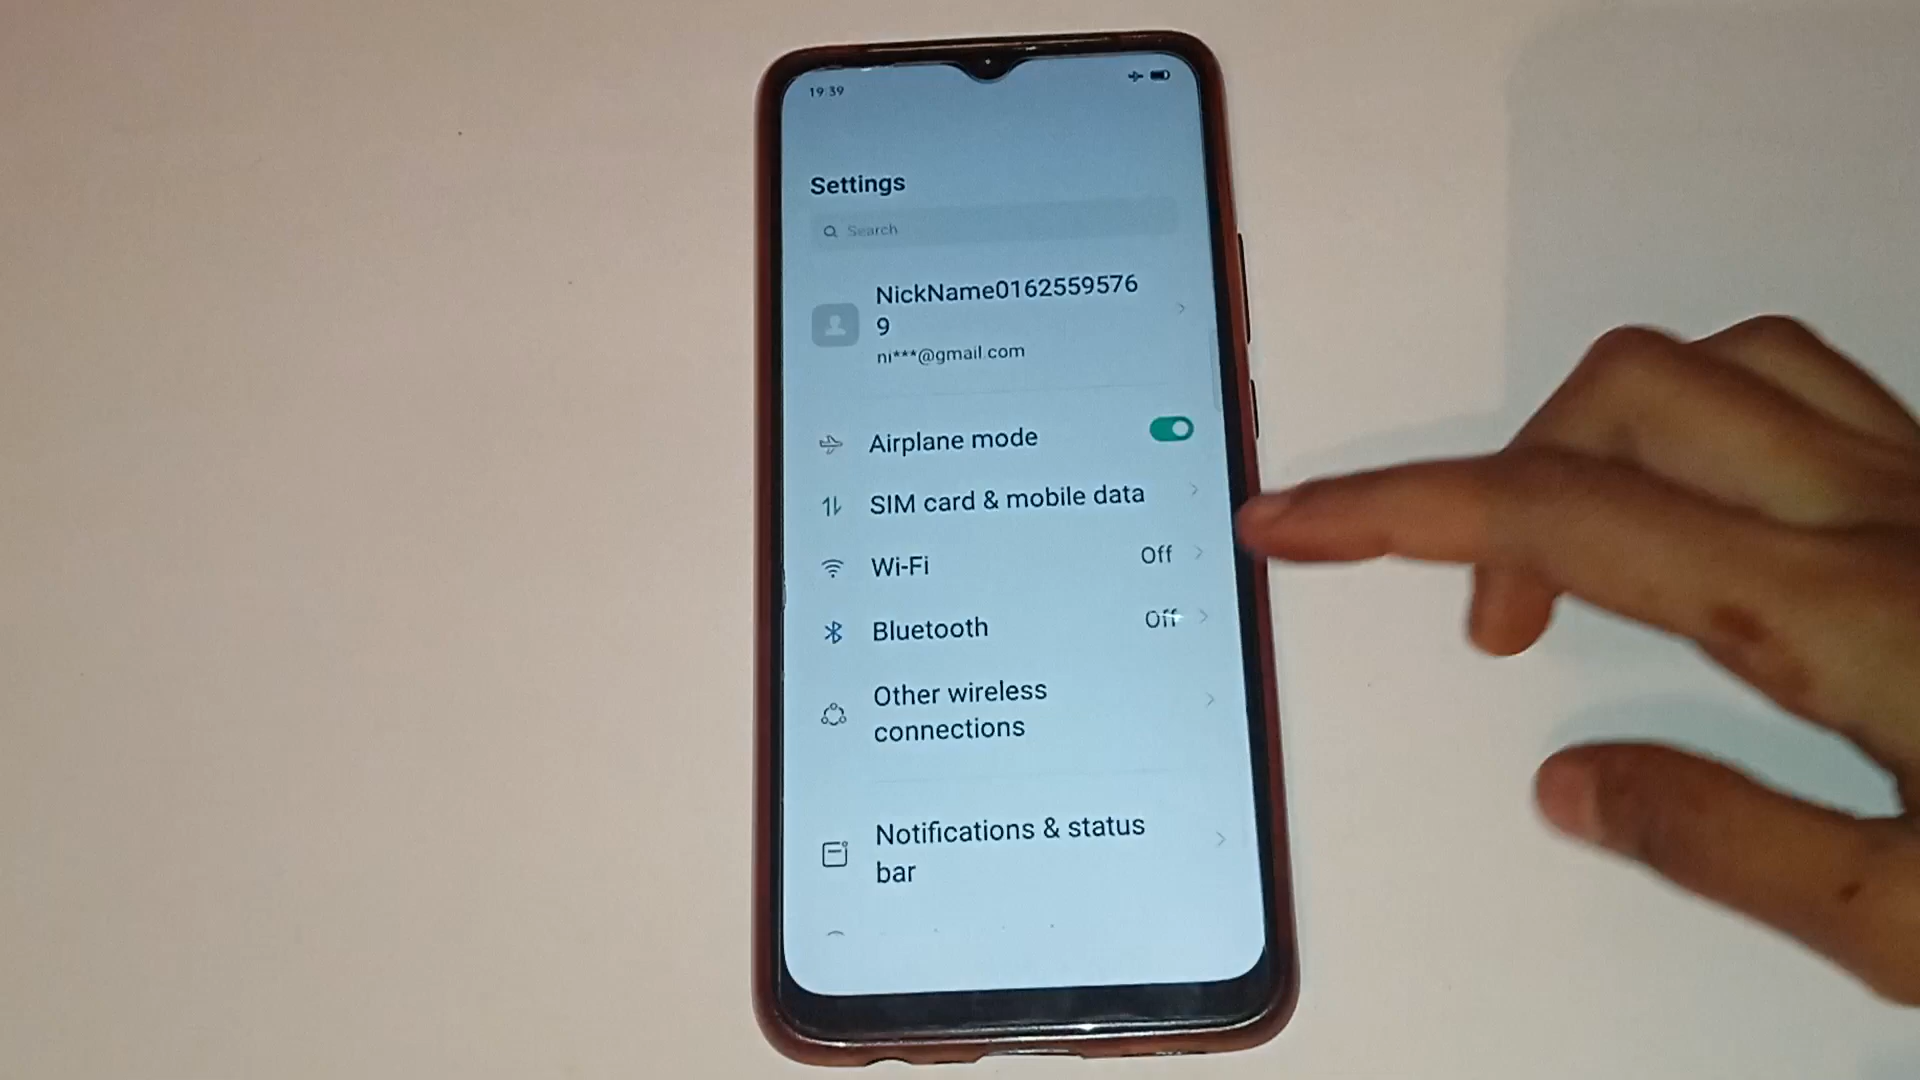 19:39
Settings
Search
NickName0162559576
9
ni***@gmail.com
Airplane mode
SIM card & mobile data
Wi-Fi
Off
Bluetooth
Off
Other wireless
connections
Notifications & status
bar